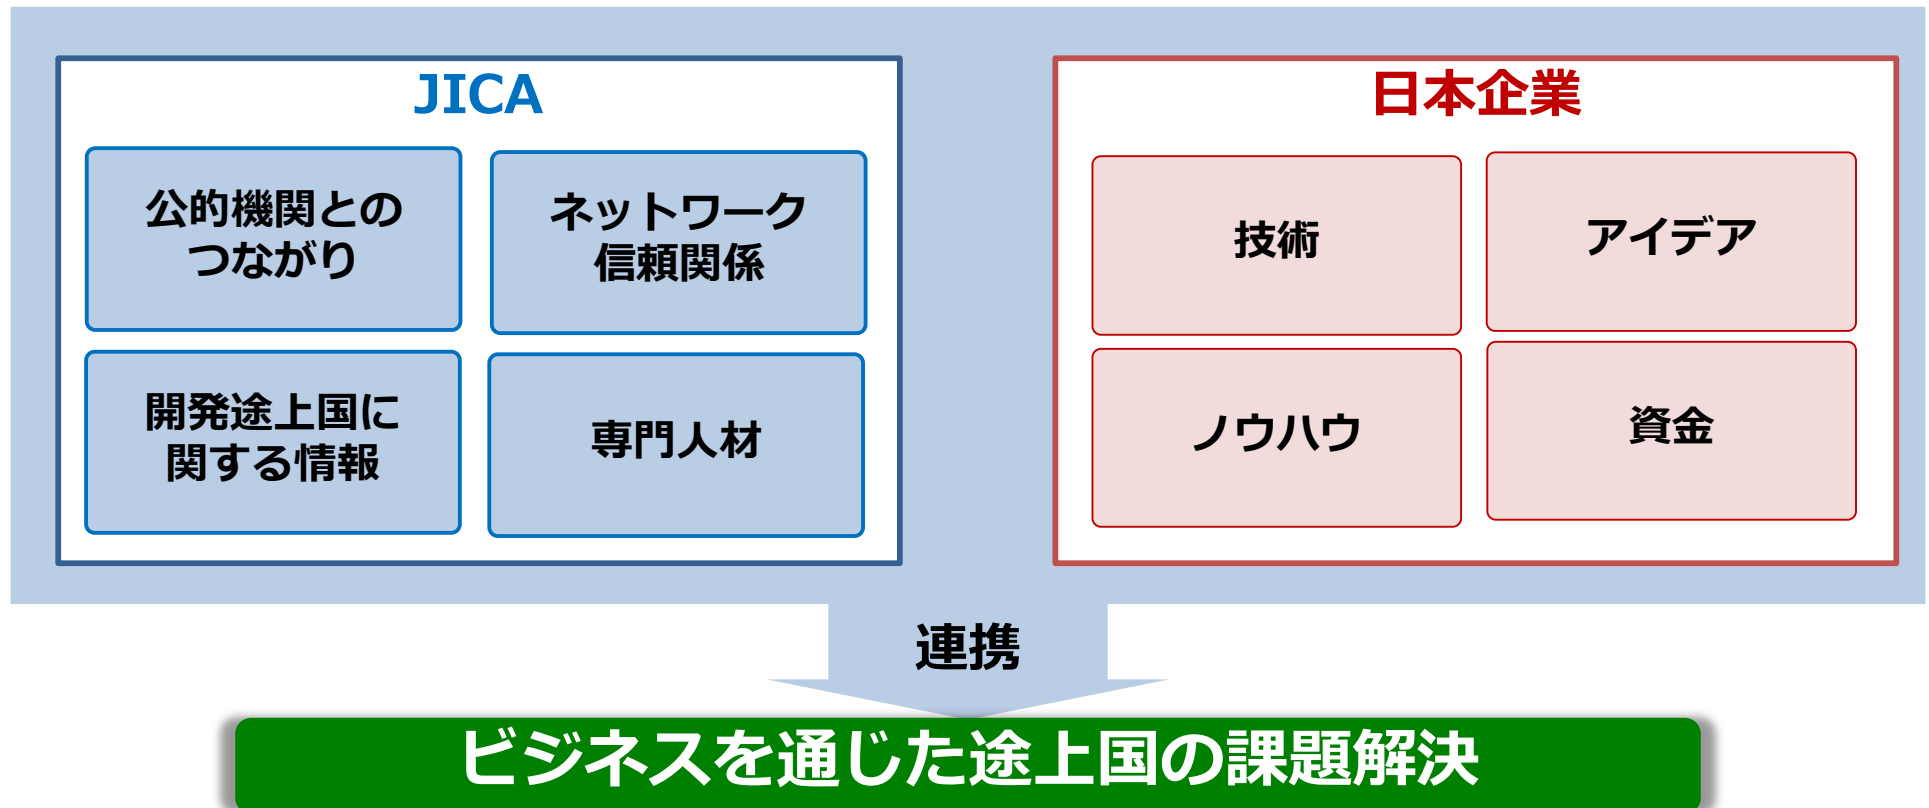 JICA
公的機関との
つながり
ネットワーク
信頼関係
開発途上国に
関する情報
専門人材
日本企業
技術
アイデア
ノウハウ
資金
連携
ビジネスを通じた途上国の課題解決